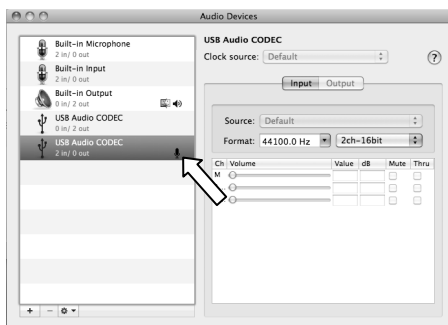 Audio Devices
Built-in Microphone
2 in/ 0 out
Built-in Input
2 in/ 0 out
Built-in Output
0 in/ 2 out
USB Audio CODEC
0 in/ 2 out
USB Audio CODEC
2 in/ 0 out
USB Audio CODEC
Clock source: Default
?
Input Output
Source: Default
Format: 44100.0 Hz 2ch-16bit
Ch Volume Value dB Mute Thru
M